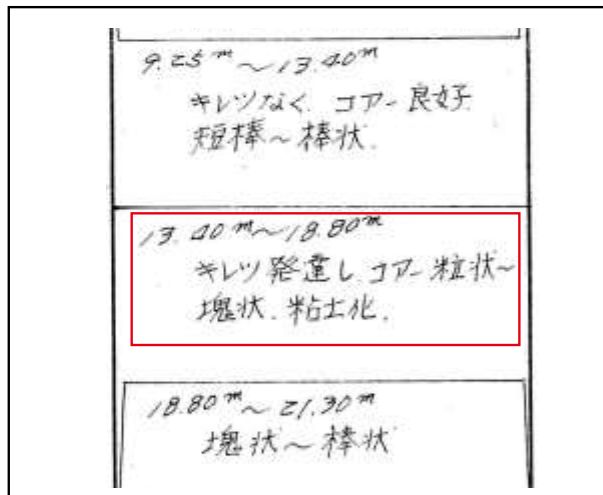 9.25m～13.40m
キレツなく、コアー良好
短棒～棒状.
13.40m～18.80m
キレツ発達し、コアー粒状～
塊状、粘土化.
18.80m～21.30m
塊状～棒状